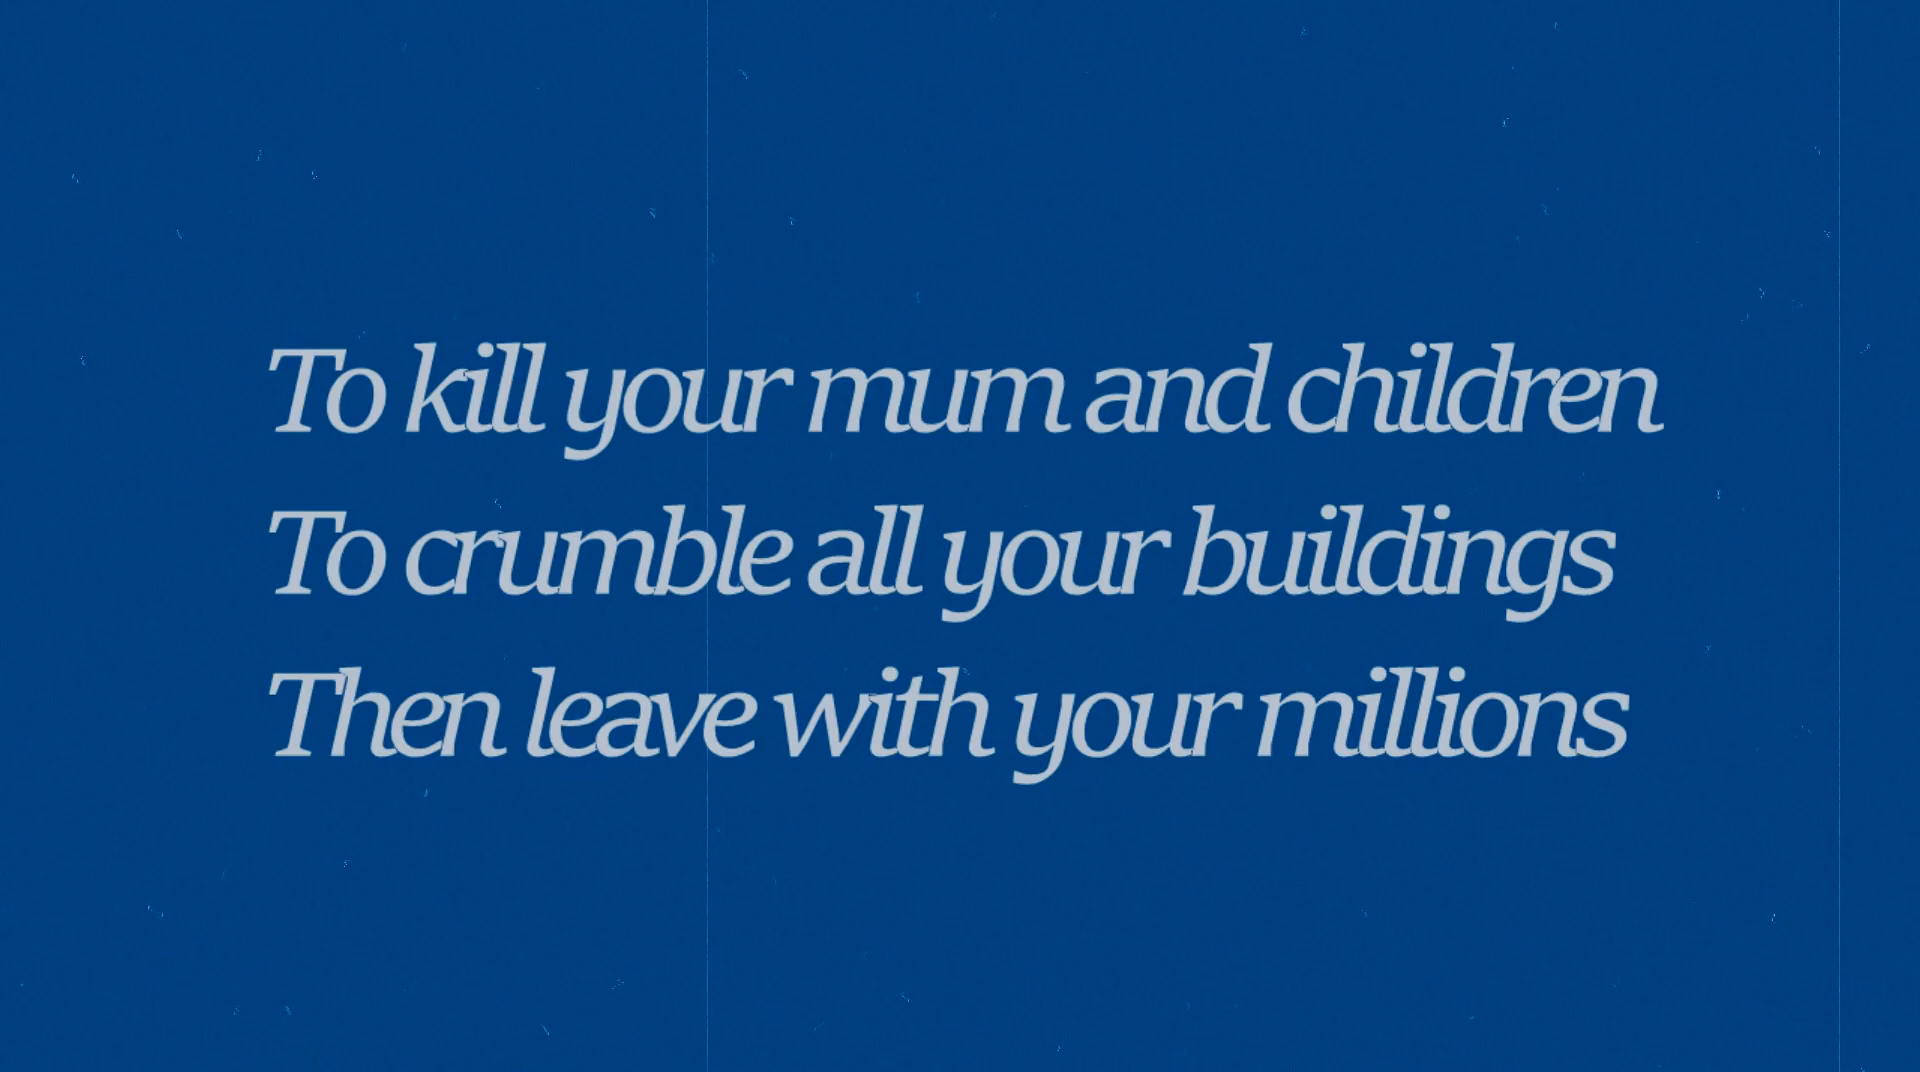 To kill your mum and children
To crumble all your buildings
Then leave with your millions